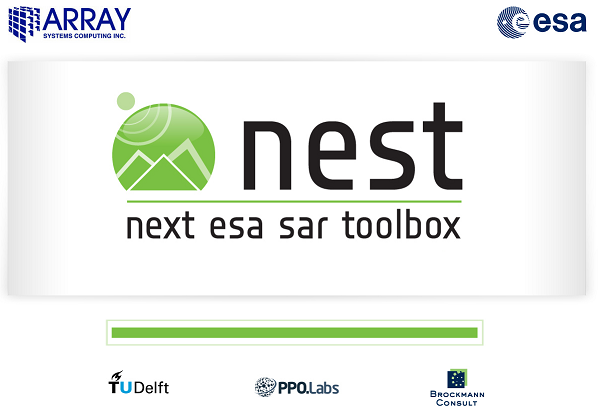 ARRAY
SYSTEMS COMPUTING INC.
esa
nest
next esa sar toolbox
TUDelft
PPO.Labs
BROCKMANN
CONSULT